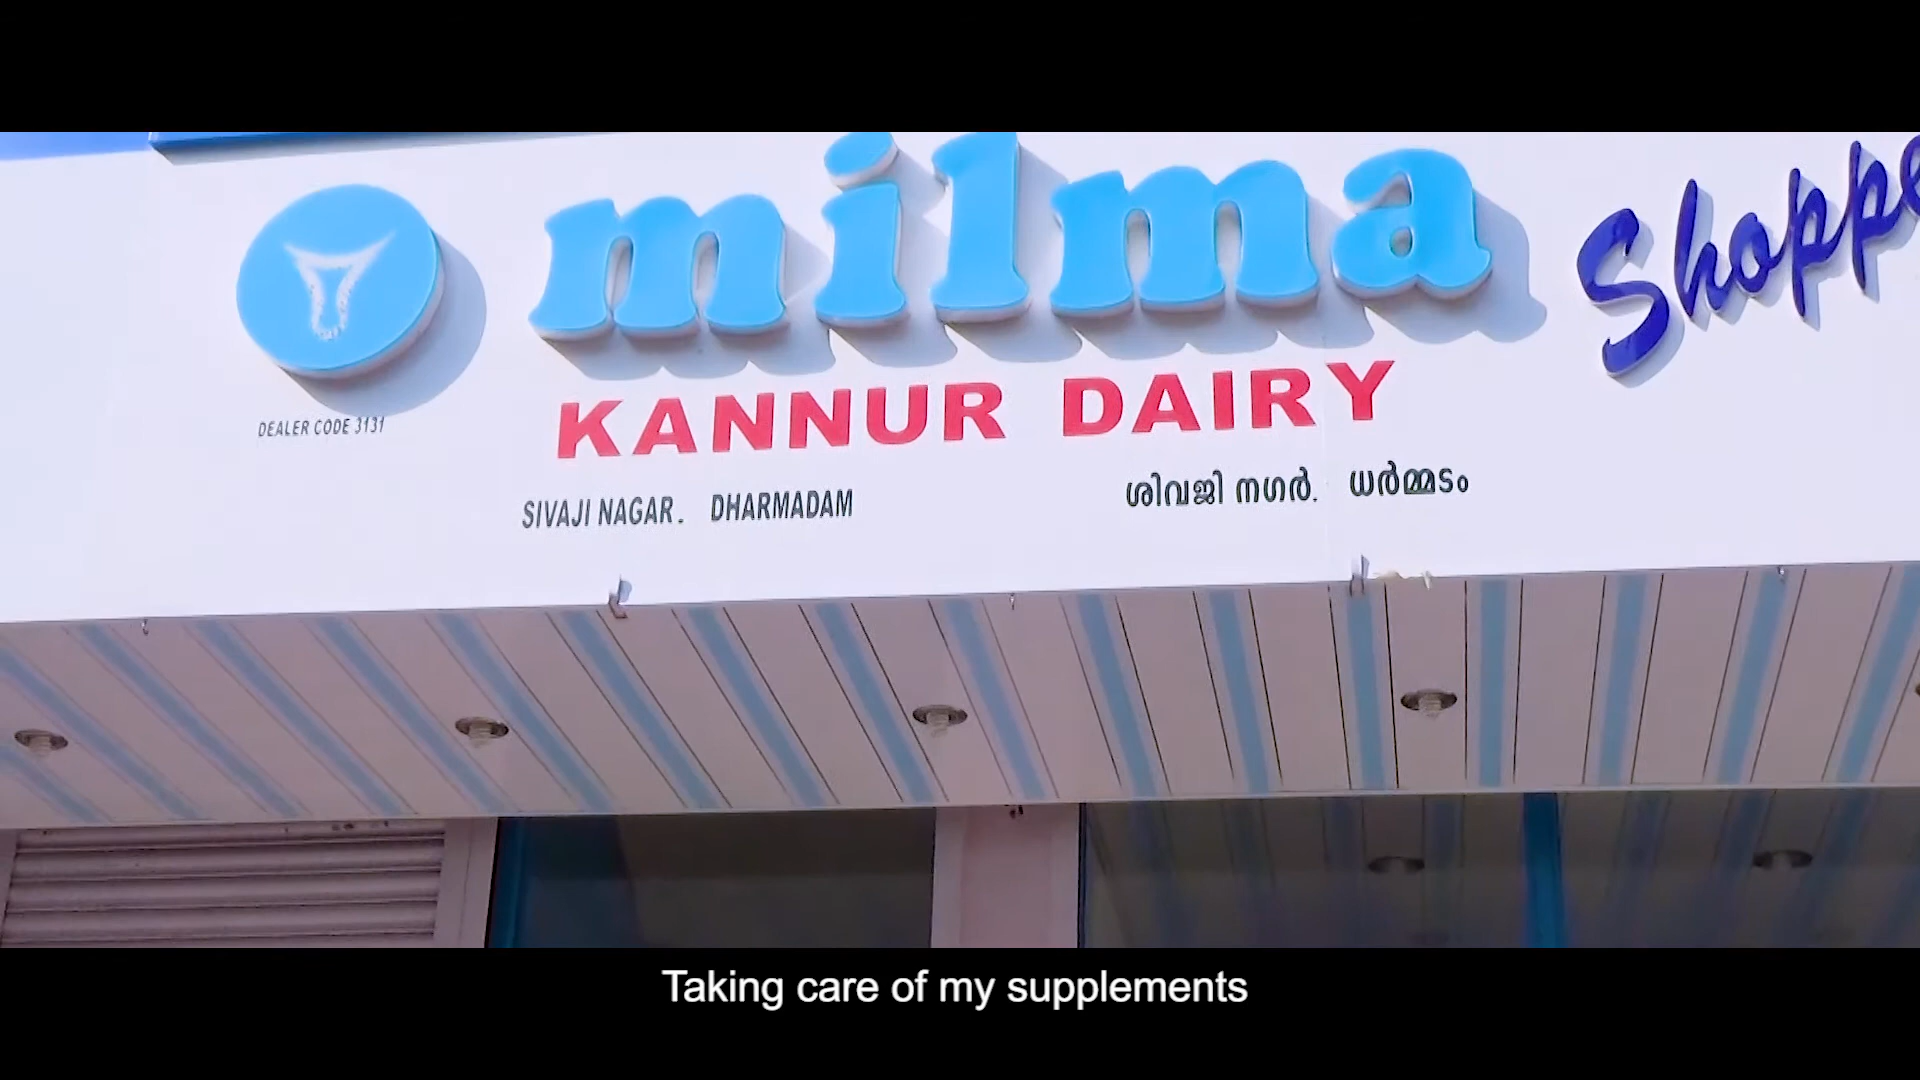 milma
Shoppe
DEALER CODE 3131
KANNUR DAIRY
SIVAJI NAGAR. DHARMADAM
ശിവജി നഗർ. ധർമ്മടം
Taking care of my supplements